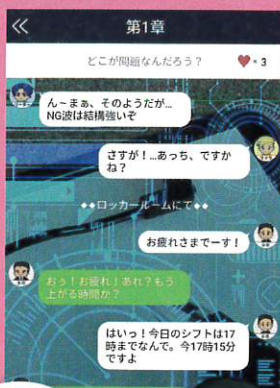 第1章
どこが問題なんだろう？ × 3
ん～まぁ、そのようだが…
NG波は結構強いぞ
さすが！…あっち、ですか
ね？
◆◆ロッカールームにて◆◆
お疲れさまでーす！
おぅ！お疲れ！あれ？もう
上がる時間か？
はいっ！今日のシフトは17
時までなんで。今17時15分
ですよ